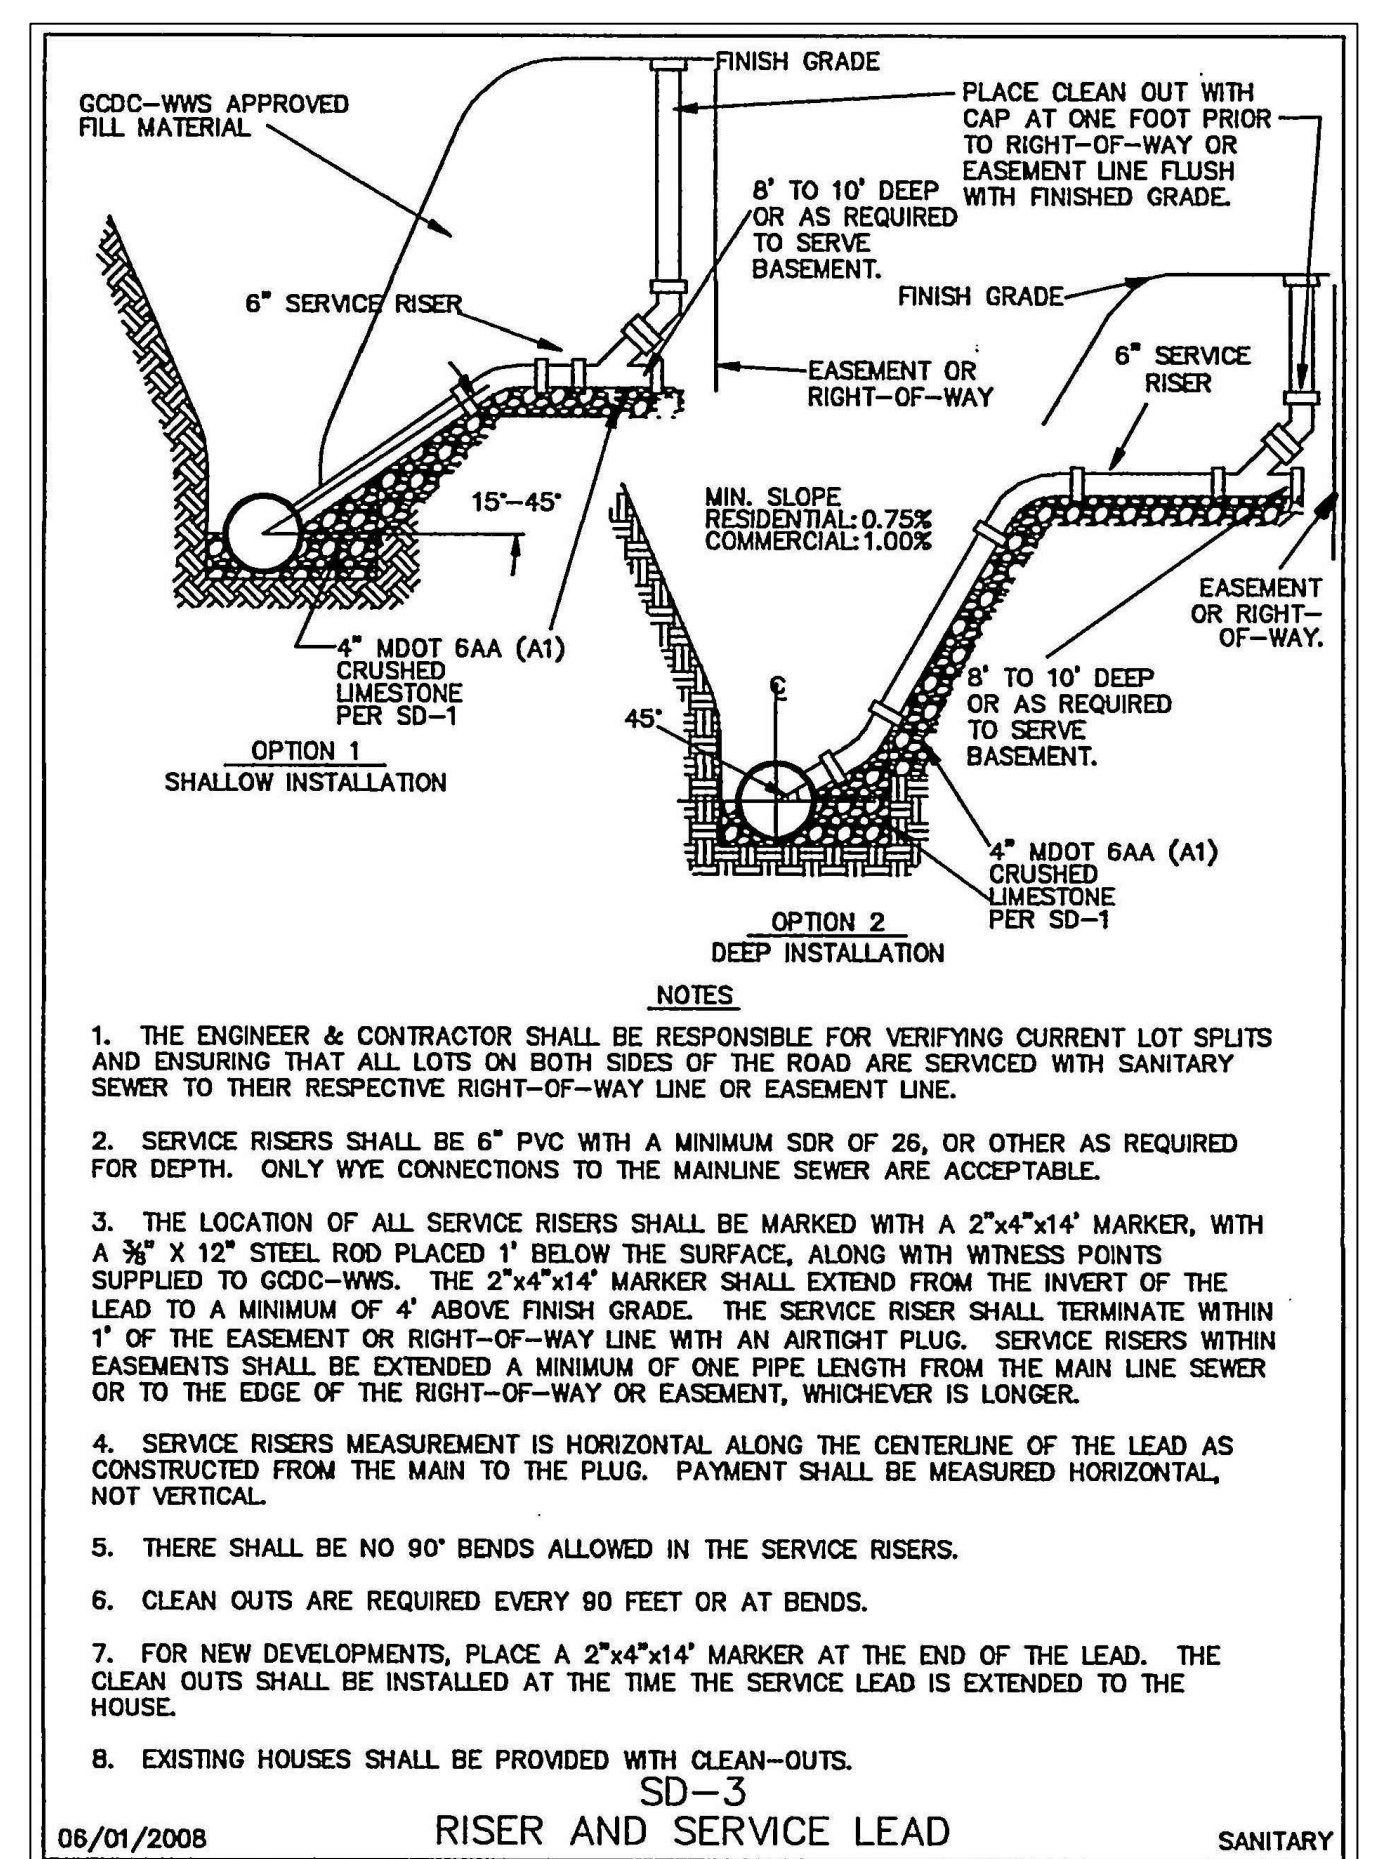 FINISH GRADE
GCDC-WWS APPROVED
FILL MATERIAL
PLACE CLEAN OUT WITH
CAP AT ONE FOOT PRIOR
TO RIGHT-OF-WAY OR
EASEMENT LINE FLUSH
WITH FINISHED GRADE.
8' TO 10' DEEP
OR AS REQUIRED
TO SERVE
BASEMENT.
6" SERVICE RISER
FINISH GRADE
6" SERVICE
RISER
EASEMENT OR
RIGHT-OF-WAY
15°-45°
MIN. SLOPE
RESIDENTIAL: 0.75%
COMMERCIAL: 1.00%
EASEMENT
OR RIGHT-
OF-WAY.
4" MDOT 6AA (A1)
CRUSHED
LIMESTONE
PER SD-1
8' TO 10' DEEP
OR AS REQUIRED
TO SERVE
BASEMENT.
45°
OPTION 1
SHALLOW INSTALLATION
4" MDOT 6AA (A1)
CRUSHED
LIMESTONE
PER SD-1
OPTION 2
DEEP INSTALLATION
NOTES
1. THE ENGINEER & CONTRACTOR SHALL BE RESPONSIBLE FOR VERIFYING CURRENT LOT SPLITS
AND ENSURING THAT ALL LOTS ON BOTH SIDES OF THE ROAD ARE SERVICED WITH SANITARY
SEWER TO THEIR RESPECTIVE RIGHT-OF-WAY LINE OR EASEMENT LINE.
2. SERVICE RISERS SHALL BE 6" PVC WITH A MINIMUM SDR OF 26, OR OTHER AS REQUIRED
FOR DEPTH. ONLY WYE CONNECTIONS TO THE MAINLINE SEWER ARE ACCEPTABLE.
3. THE LOCATION OF ALL SERVICE RISERS SHALL BE MARKED WITH A 2"x4"x14' MARKER, WITH
A ⅜" X 12" STEEL ROD PLACED 1' BELOW THE SURFACE, ALONG WITH WITNESS POINTS
SUPPLIED TO GCDC-WWS. THE 2"x4"x14' MARKER SHALL EXTEND FROM THE INVERT OF THE
LEAD TO A MINIMUM OF 4' ABOVE FINISH GRADE. THE SERVICE RISER SHALL TERMINATE WITHIN
1' OF THE EASEMENT OR RIGHT-OF-WAY LINE WITH AN AIRTIGHT PLUG. SERVICE RISERS WITHIN
EASEMENTS SHALL BE EXTENDED A MINIMUM OF ONE PIPE LENGTH FROM THE MAIN LINE SEWER
OR TO THE EDGE OF THE RIGHT-OF-WAY OR EASEMENT, WHICHEVER IS LONGER.
4. SERVICE RISERS MEASUREMENT IS HORIZONTAL ALONG THE CENTERLINE OF THE LEAD AS
CONSTRUCTED FROM THE MAIN TO THE PLUG. PAYMENT SHALL BE MEASURED HORIZONTAL,
NOT VERTICAL.
5. THERE SHALL BE NO 90° BENDS ALLOWED IN THE SERVICE RISERS.
6. CLEAN OUTS ARE REQUIRED EVERY 90 FEET OR AT BENDS.
7. FOR NEW DEVELOPMENTS, PLACE A 2"x4"x14' MARKER AT THE END OF THE LEAD. THE
CLEAN OUTS SHALL BE INSTALLED AT THE TIME THE SERVICE LEAD IS EXTENDED TO THE
HOUSE.
8. EXISTING HOUSES SHALL BE PROVIDED WITH CLEAN-OUTS.
SD-3
RISER AND SERVICE LEAD
06/01/2008
SANITARY